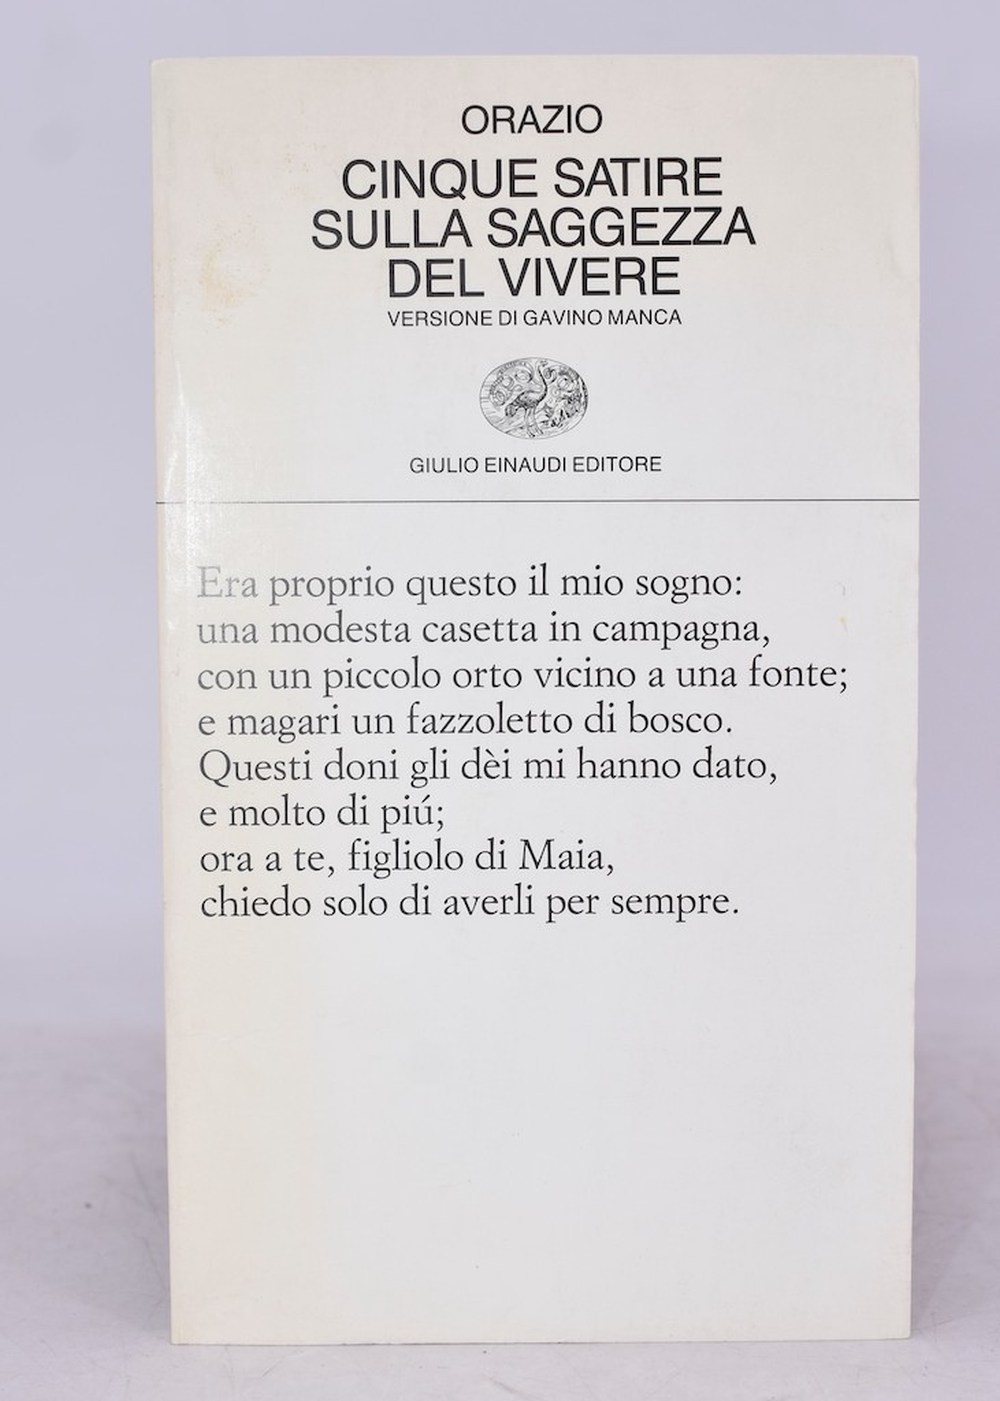 ORAZIO
CINQUE SATIRE
SULLA SAGGEZZA
DEL VIVERE
VERSIONE DI GAVINO MANCA
GIULIO EINAUDI EDITORE
Era proprio questo il mio sogno:
una modesta casetta in campagna,
con un piccolo orto vicino a una fonte;
e magari un fazzoletto di bosco.
Questi doni gli dèi mi hanno dato,
e molto di piú;
ora a te, figliolo di Maia,
chiedo solo di averli per sempre.